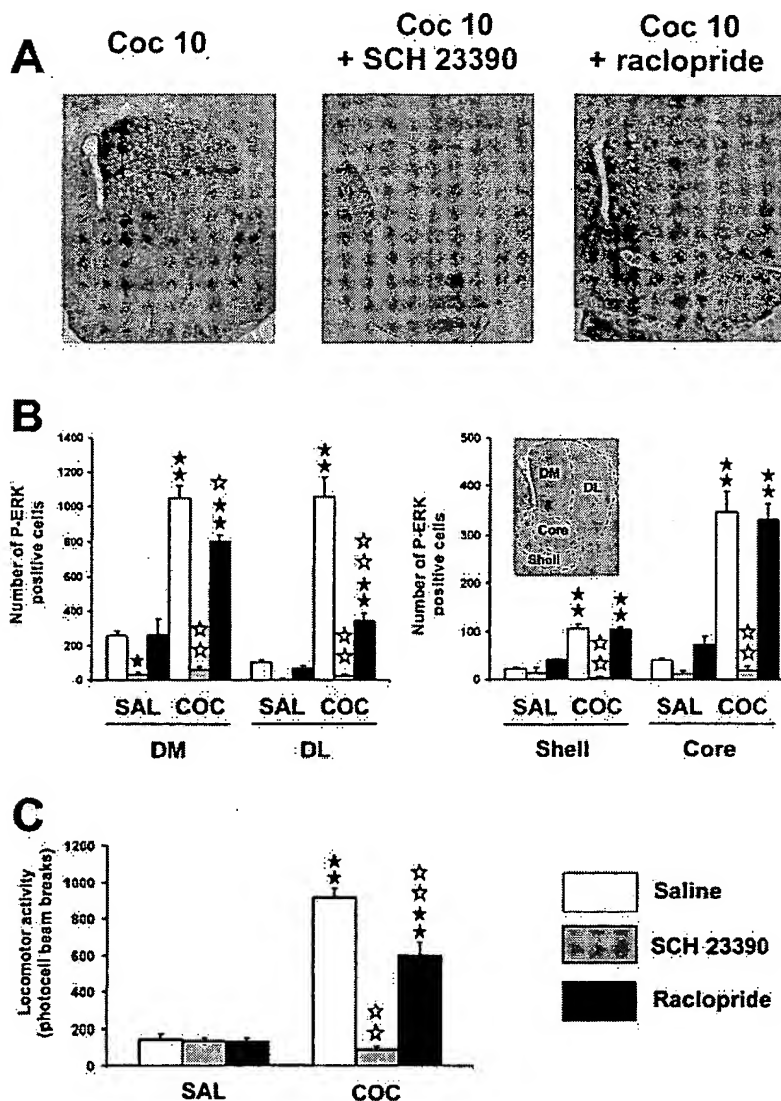 A
Coc 10
Coc 10
+ SCH 23390
Coc 10
+ raclopride
B
Number of P-ERK
positive cells
1400
1200
1000
800
600
400
200
0
SAL COC SAL COC
DM DL
Number of P-ERK
positive cells
500
400
300
200
100
0
DM
DL
Core
Shell
SAL COC SAL COC
Shell Core
C
Locomotor activity
(photocell beam breaks)
1200
1000
800
600
400
200
0
SAL COC
Saline
SCH 23390
Raclopride